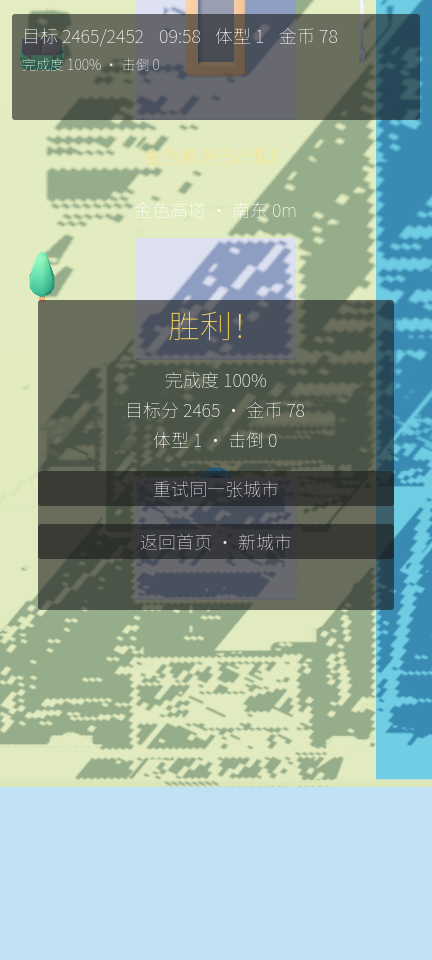 目标 2465/2452 09:58 体型 1 金币 78
完成度 100% · 击倒 0
金色高塔 · 南东 0m
胜利!
完成度 100%
目标分 2465 · 金币 78
体型 1 · 击倒 0
重试同一张城市
返回首页 · 新城市